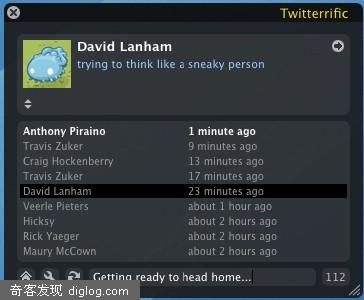 Twitterrific
David Lanham
trying to think like a sneaky person
Anthony Piraino 1 minute ago
Travis Zuker 9 minutes ago
Craig Hockenberry 13 minutes ago
Travis Zuker 17 minutes ago
David Lanham 23 minutes ago
Veerle Pieters about 1 hour ago
Hicksy about 2 hours ago
Rick Yaeger about 2 hours ago
Maury McCown about 2 hours ago
Getting ready to head home... 112
奇客发现 diglog.com